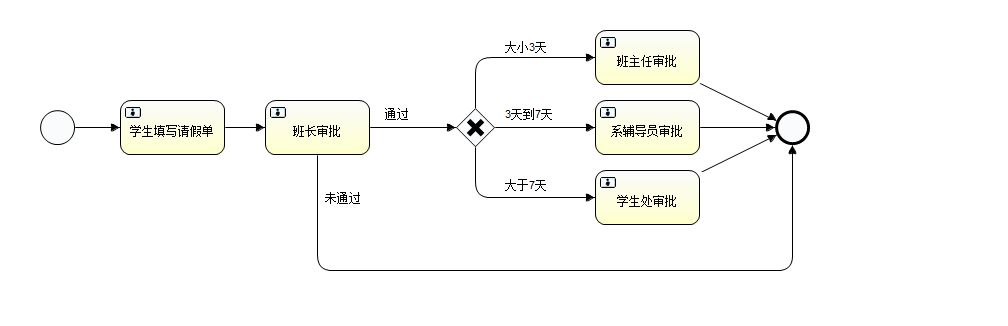 大小3天
班主任审批
学生填写请假单
班长审批
通过
3天到7天
系辅导员审批
未通过
大于7天
学生处审批